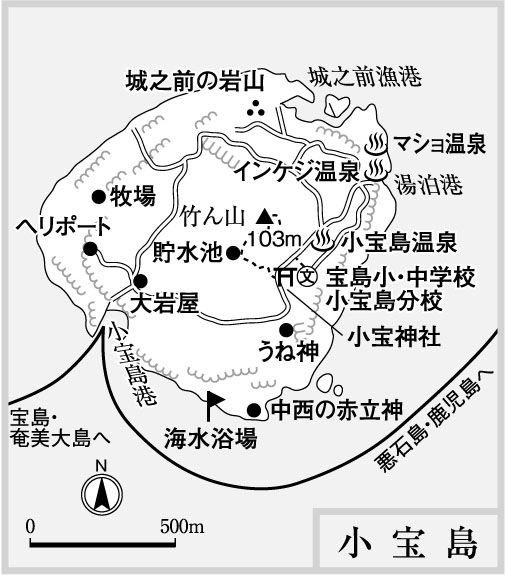 城之前の岩山
城之前漁港
マショ温泉
インケジ温泉
湯泊港
牧場
竹ん山
103m
ヘリポート
貯水池
小宝島温泉
文
宝島小・中学校
小宝島分校
大岩屋
小宝神社
小宝島港
うね神
中西の赤立神
海水浴場
宝島・
奄美大島へ
悪石島・鹿児島へ
N
0 500m
小宝島